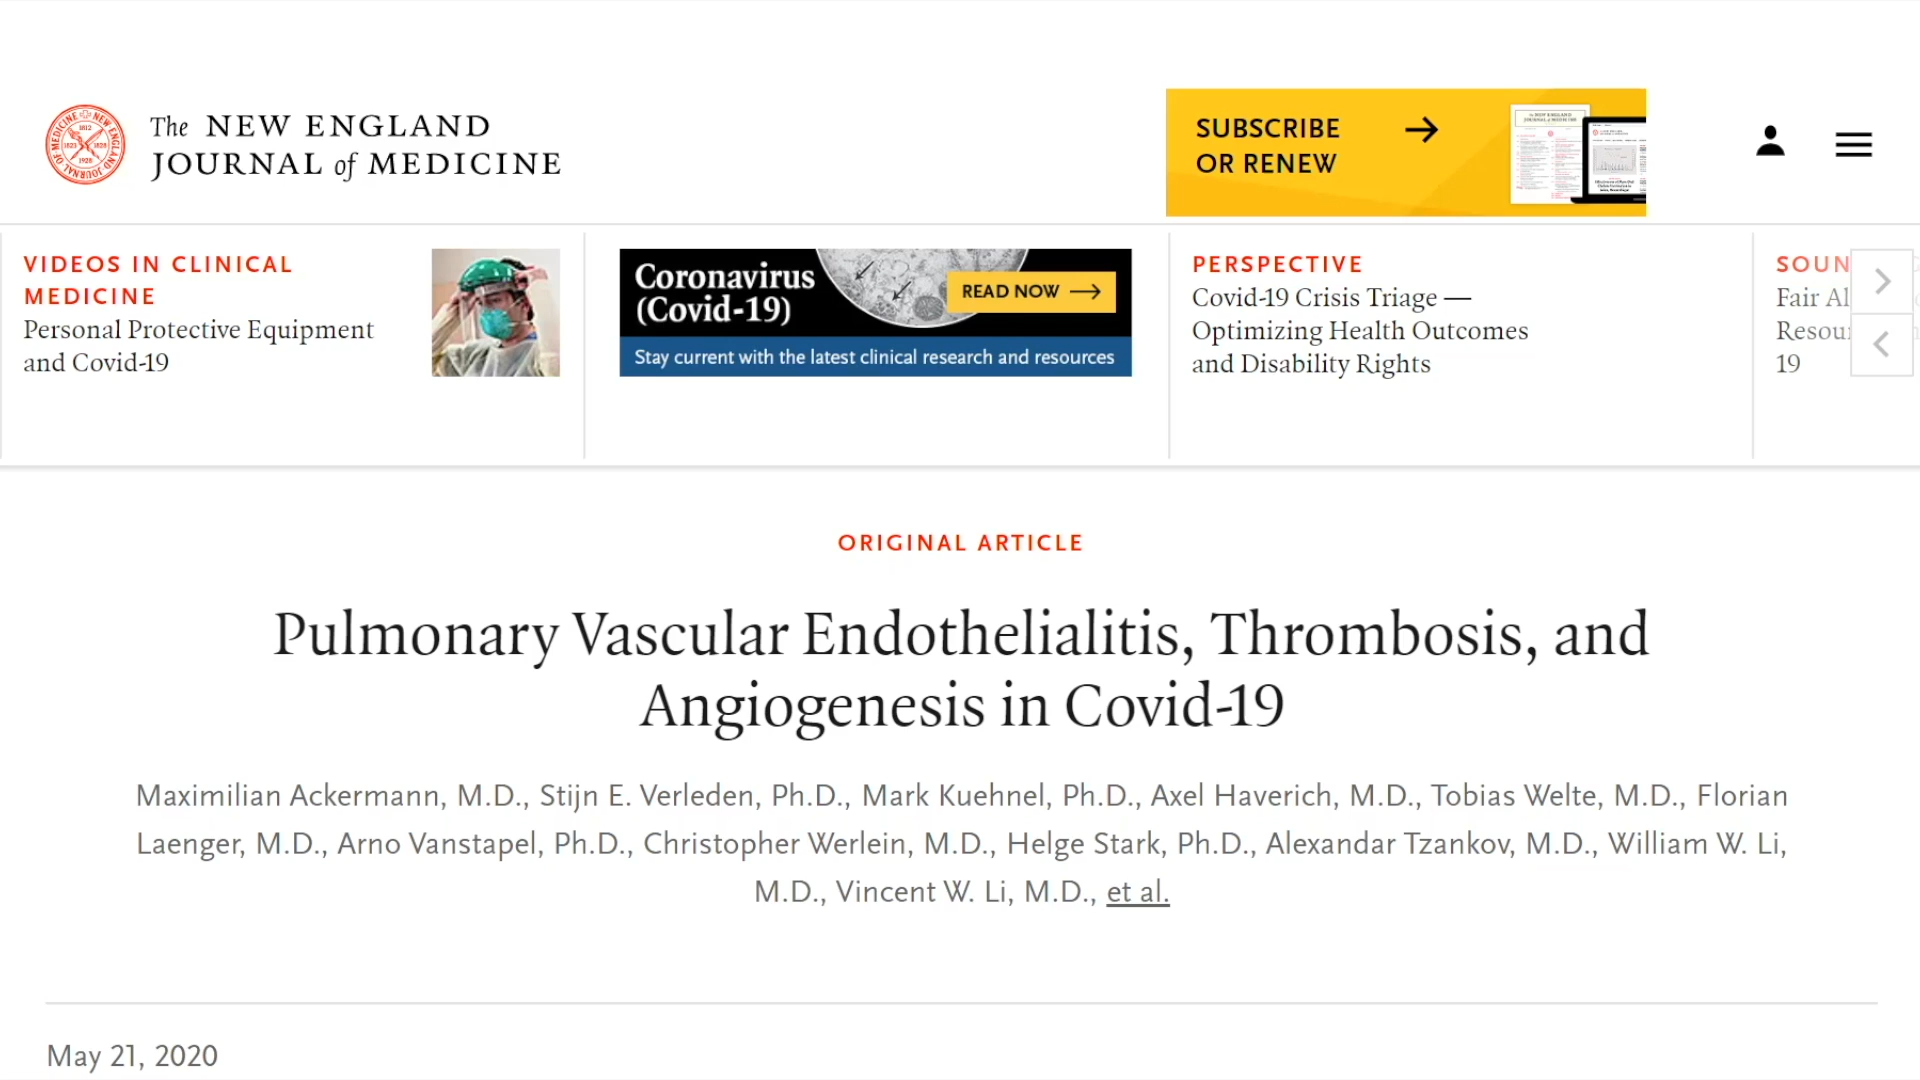 The NEW ENGLAND
JOURNAL of MEDICINE
SUBSCRIBE
OR RENEW
VIDEOS IN CLINICAL
MEDICINE
Personal Protective Equipment
and Covid-19
Coronavirus
(Covid-19)
READ NOW
Stay current with the latest clinical research and resources
PERSPECTIVE
Covid-19 Crisis Triage —
Optimizing Health Outcomes
and Disability Rights
SOUN
Fair Al
Resou
19
ORIGINAL ARTICLE
Pulmonary Vascular Endothelialitis, Thrombosis, and
Angiogenesis in Covid-19
Maximilian Ackermann, M.D., Stijn E. Verleden, Ph.D., Mark Kuehnel, Ph.D., Axel Haverich, M.D., Tobias Welte, M.D., Florian
Laenger, M.D., Arno Vanstapel, Ph.D., Christopher Werlein, M.D., Helge Stark, Ph.D., Alexandar Tzankov, M.D., William W. Li,
M.D., Vincent W. Li, M.D., et al.
May 21, 2020